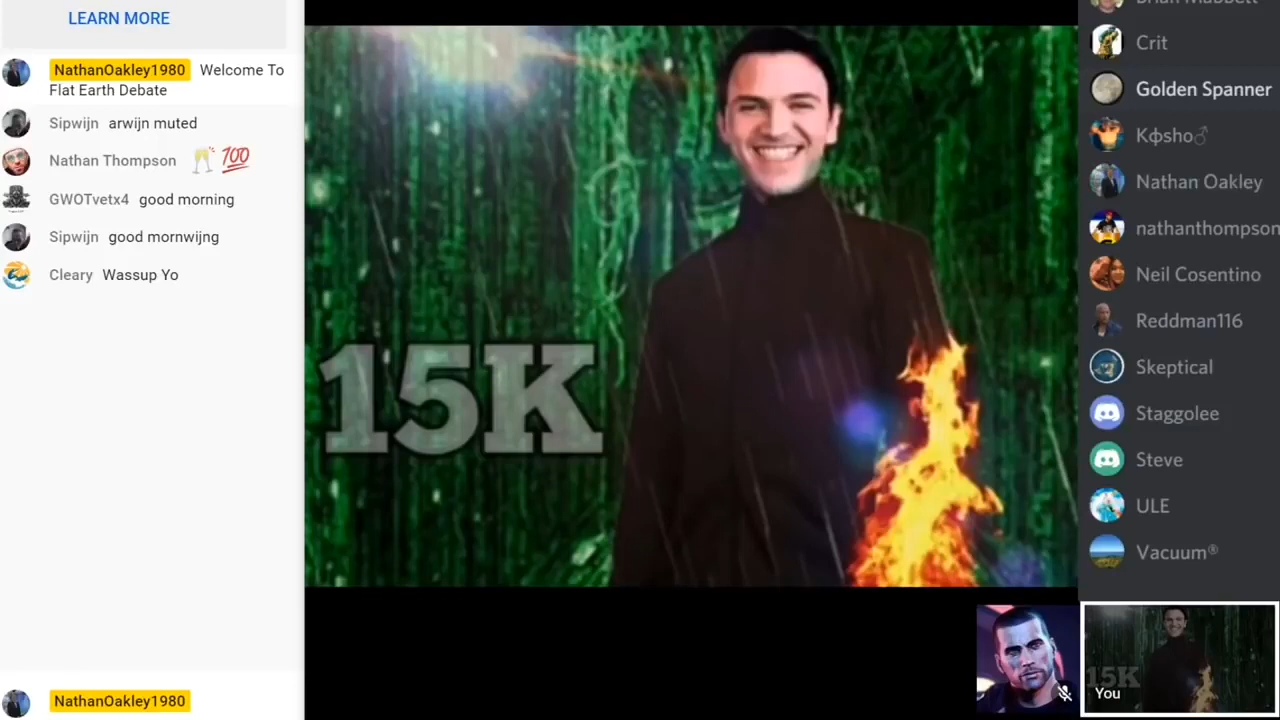 LEARN MORE
NathanOakley1980 Welcome To
Flat Earth Debate
Sipwijn arwijn muted
Nathan Thompson 💯
GWOTvetx4 good morning
Sipwijn good mornwijng
Cleary Wassup Yo
NathanOakley1980
15K
Crit
Golden Spanner
Kфsho♂
Nathan Oakley
nathanthompson
Neil Cosentino
Reddman116
Skeptical
Staggolee
Steve
ULE
Vacuum®
15K
You